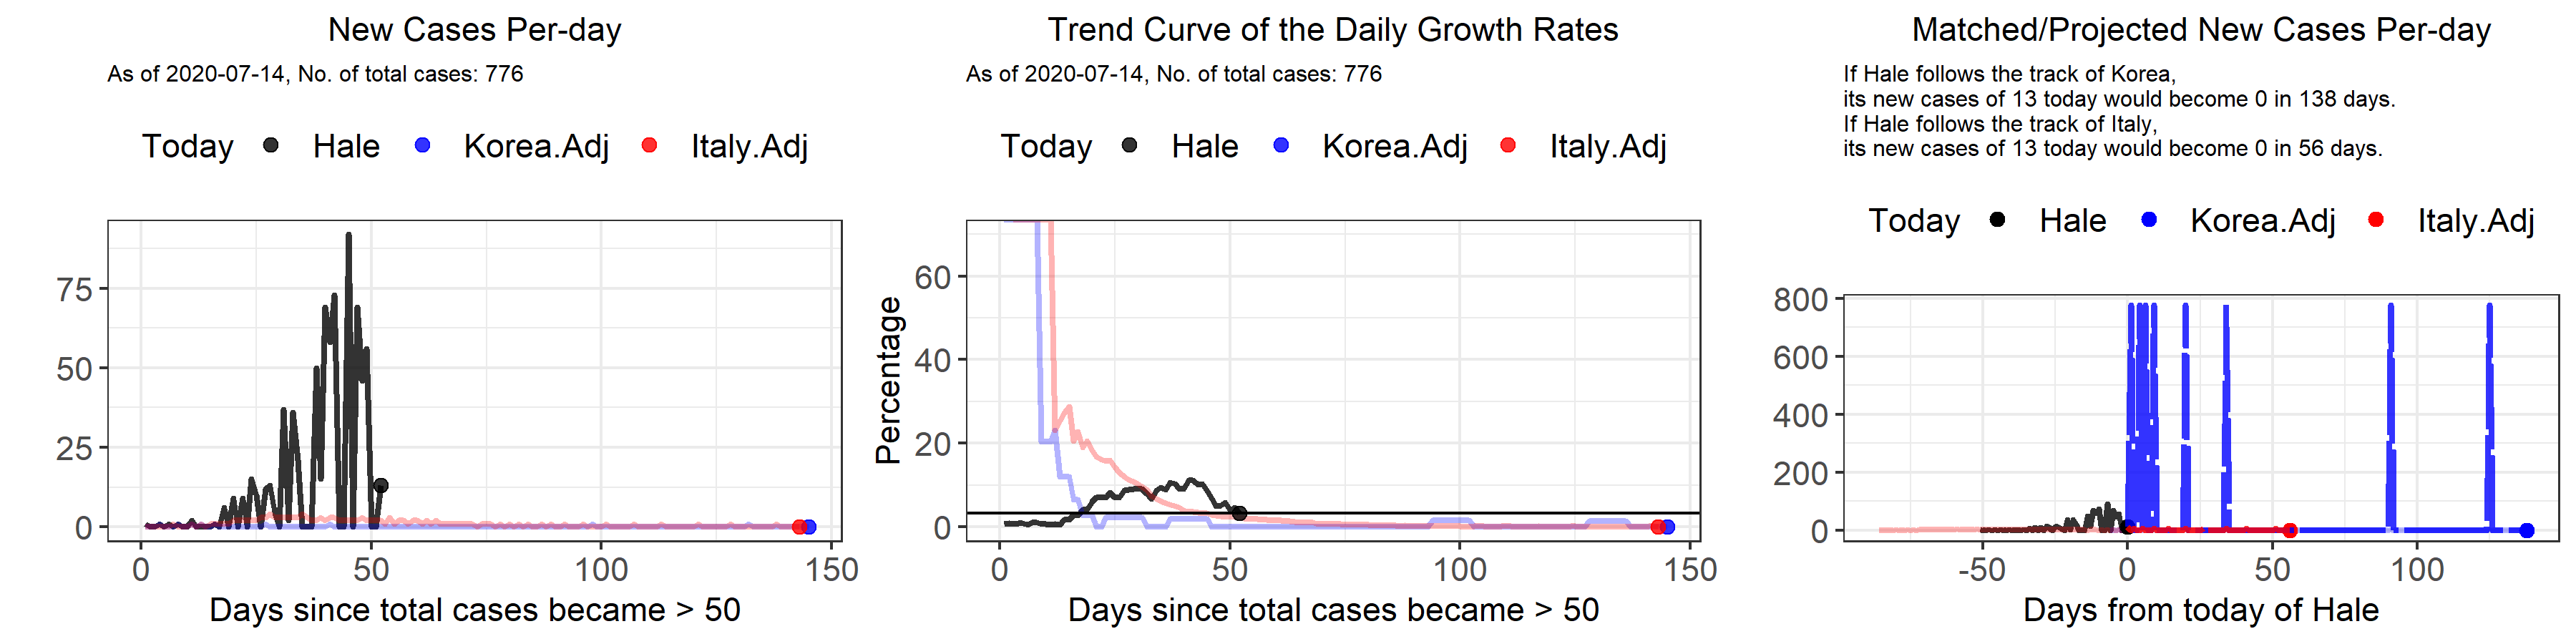 New Cases Per-day
As of 2020-07-14, No. of total cases: 776
Today Hale Korea.Adj Italy.Adj
75
50
25
0
0 50 100 150
Days since total cases became > 50
Trend Curve of the Daily Growth Rates
As of 2020-07-14, No. of total cases: 776
Today Hale Korea.Adj Italy.Adj
Percentage
60
40
20
0
0 50 100 150
Days since total cases became > 50
Matched/Projected New Cases Per-day
If Hale follows the track of Korea,
its new cases of 13 today would become 0 in 138 days.
If Hale follows the track of Italy,
its new cases of 13 today would become 0 in 56 days.
Today Hale Korea.Adj Italy.Adj
800
600
400
200
0
-50 0 50 100
Days from today of Hale